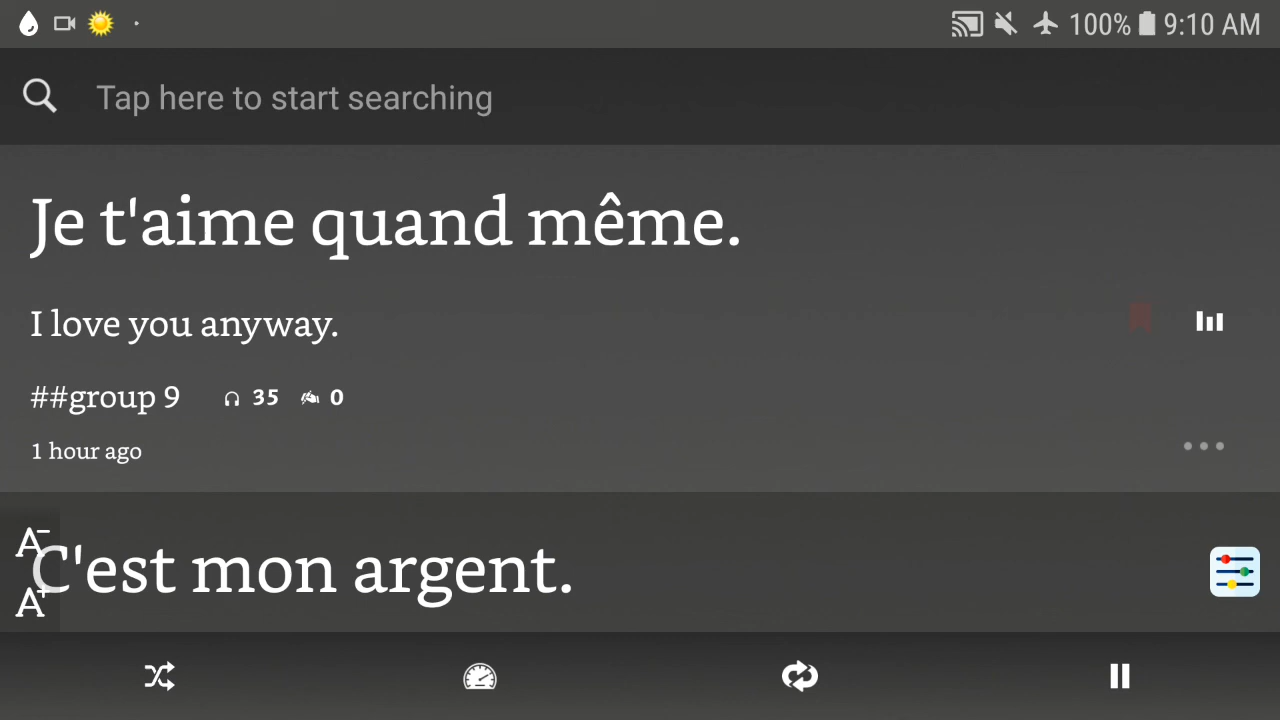 100% 9:10 AM
Tap here to start searching
Je t'aime quand même.
I love you anyway.
##group 9 35 0
1 hour ago
A-
C'est mon argent.
A+